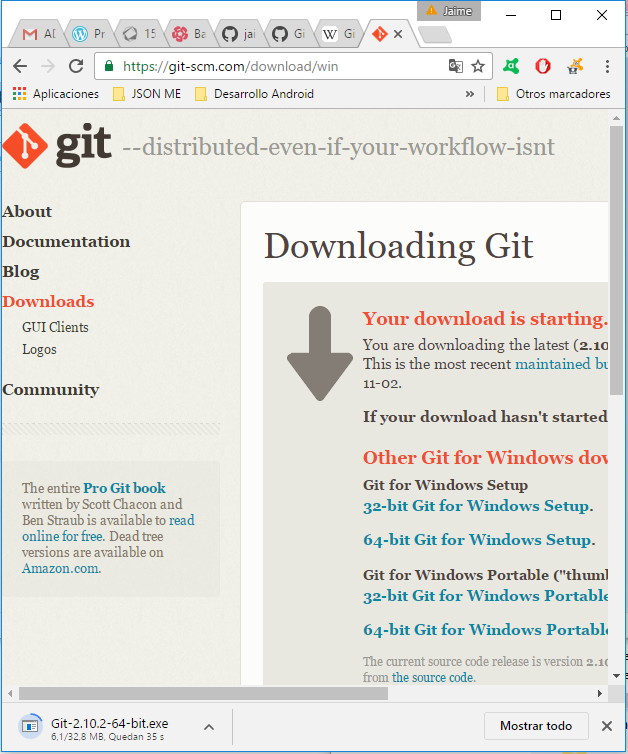 Jaime
AD
Pr
15
Ba
jai
Gi
Gi
https://git-scm.com/download/win
Aplicaciones
JSON ME
Desarrollo Android
»
Otros marcadores
git --distributed-even-if-your-workflow-isnt
About
Documentation
Blog
Downloads
GUI Clients
Logos
Community
The entire Pro Git book
written by Scott Chacon and
Ben Straub is available to read
online for free. Dead tree
versions are available on
Amazon.com.
Downloading Git
Your download is starting.
You are downloading the latest (2.10
This is the most recent maintained bu
11-02.
If your download hasn't started
Other Git for Windows dow
Git for Windows Setup
32-bit Git for Windows Setup.
64-bit Git for Windows Setup.
Git for Windows Portable ("thumb
32-bit Git for Windows Portable
64-bit Git for Windows Portable
The current source code release is version 2.10
from the source code.
Git-2.10.2-64-bit.exe
6,1/32,8 MB, Quedan 35 s
Mostrar todo